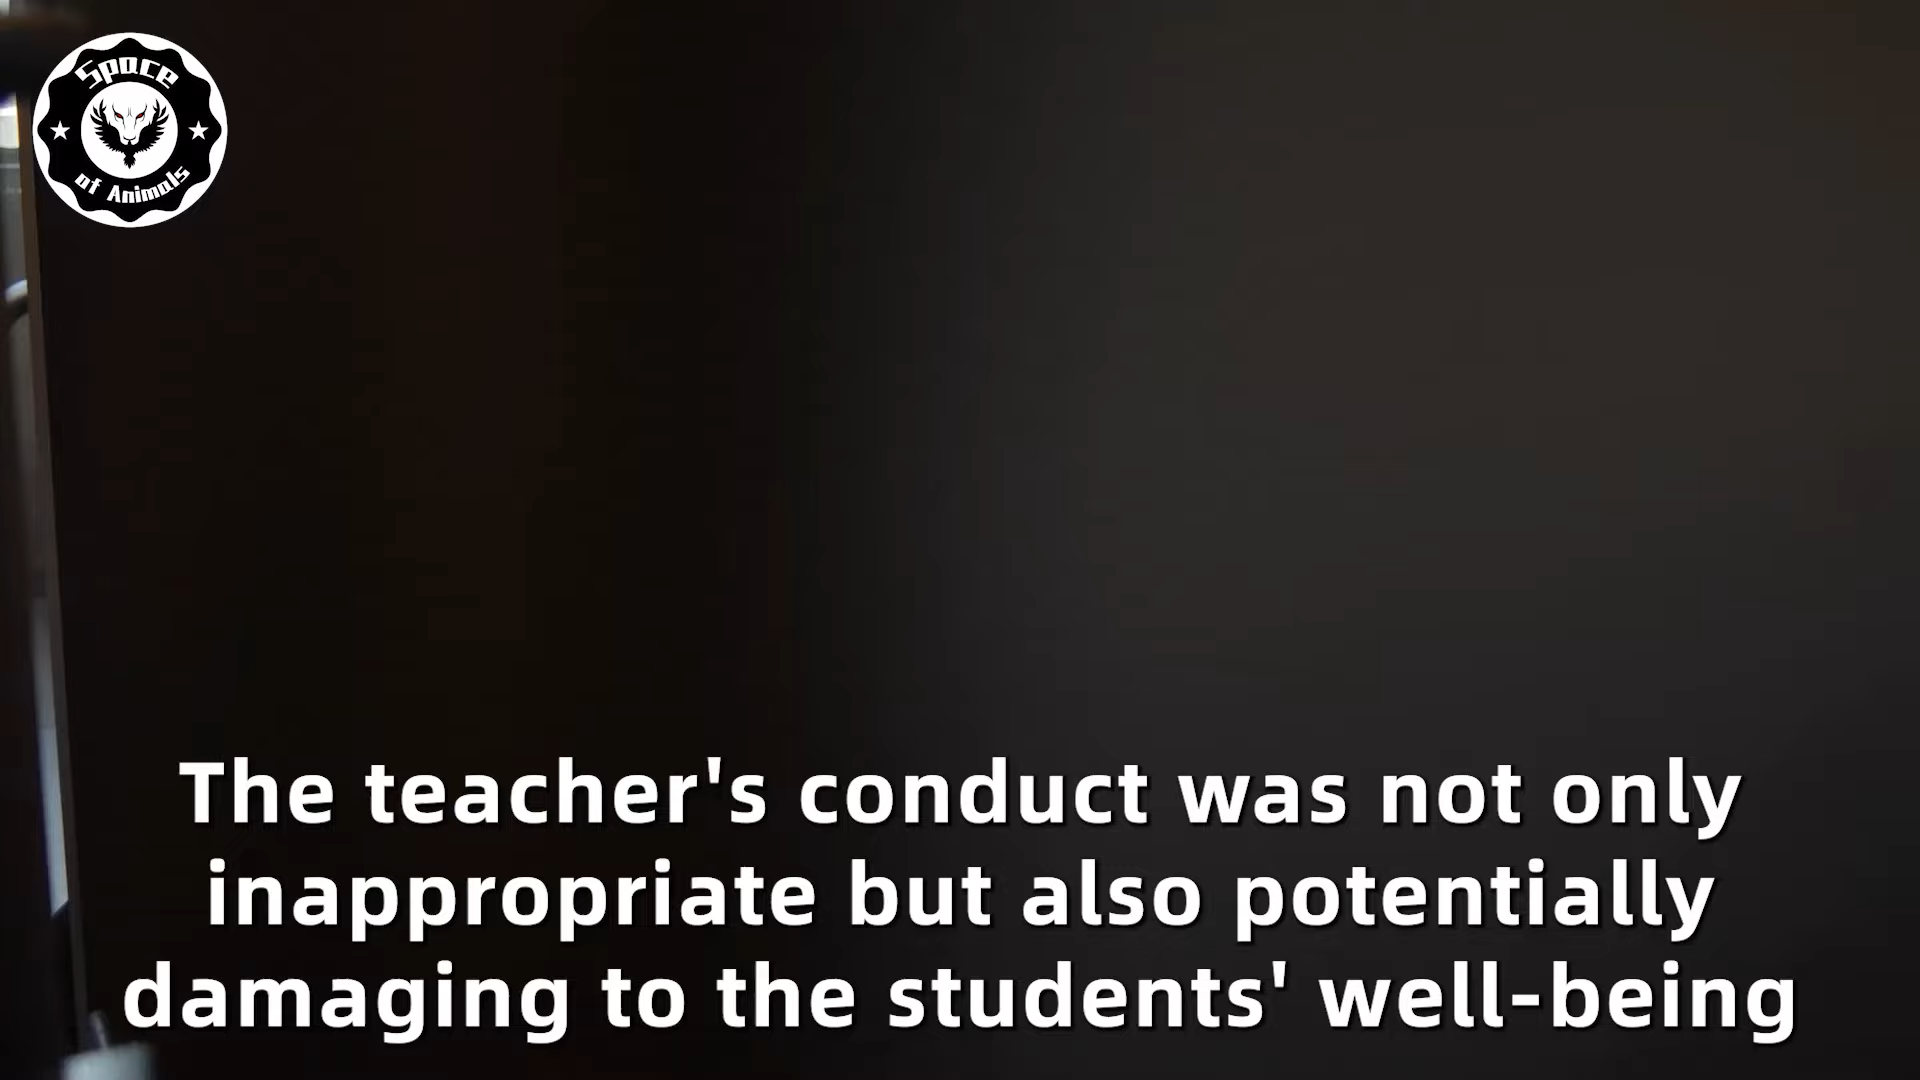 Space
of Animals
The teacher's conduct was not only
inappropriate but also potentially
damaging to the students' well-being